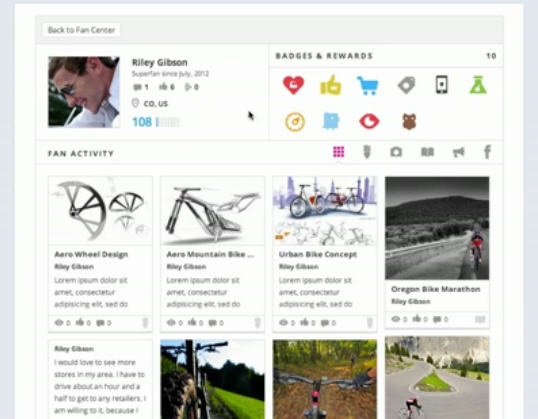 Back to Fan Center
Riley Gibson
Superfan since July, 2012
1 6 0
CO, US
108
BADGES & REWARDS 10
FAN ACTIVITY
Aero Wheel Design
Riley Gibson
Lorem ipsum dolor sit
amet, consectetur
adipisicing elit, sed do
0 0 0
Aero Mountain Bike ...
Riley Gibson
Lorem ipsum dolor sit
amet, consectetur
adipisicing elit, sed do
0 0 0
Urban Bike Concept
Riley Gibson
Lorem ipsum dolor sit
amet, consectetur
adipisicing elit, sed do
0 0 0
Oregon Bike Marathon
Riley Gibson
0 0 0
Riley Gibson
I would love to see more
stores in my area. I have to
drive about an hour and a
half to get to any retailers. I
am willing to it, because I